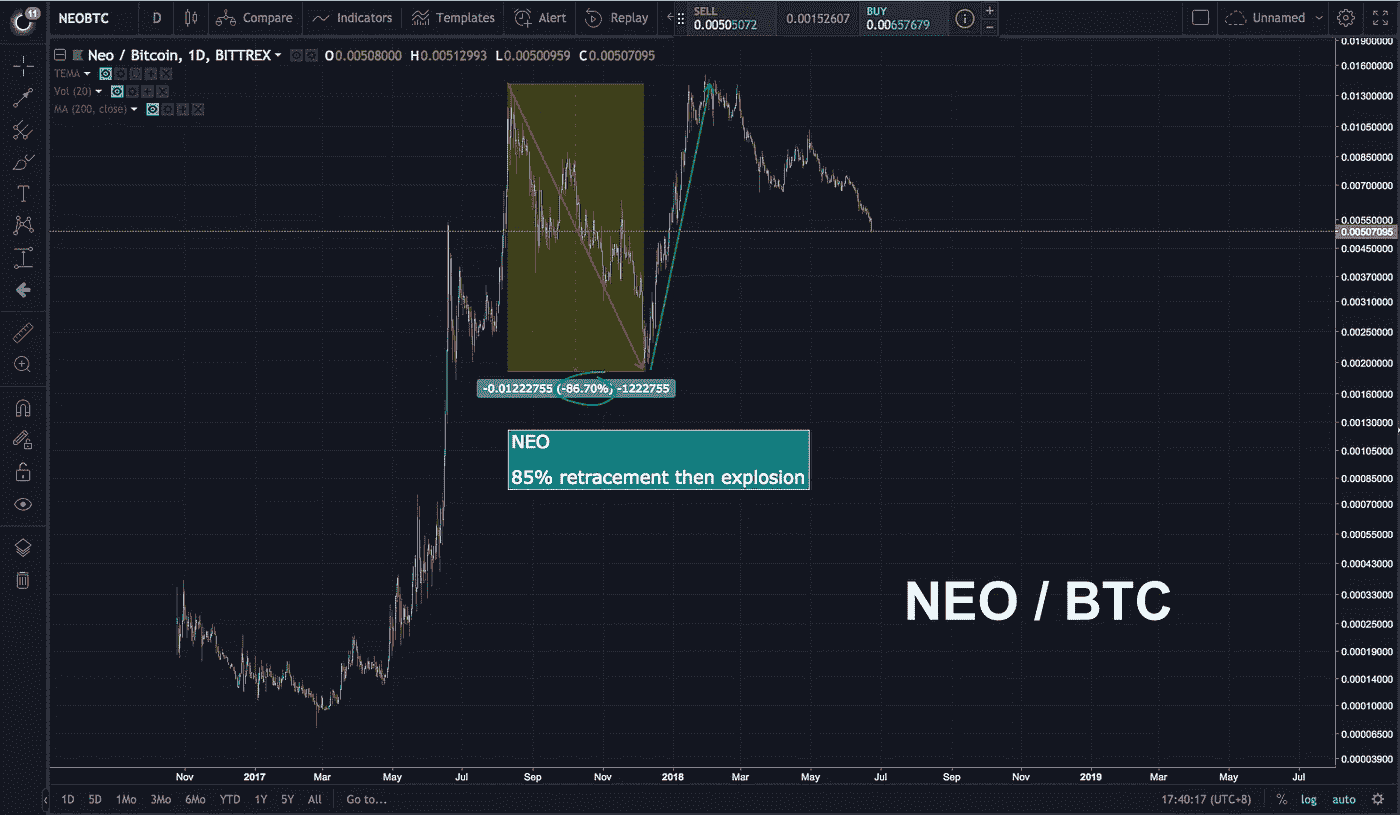 11
NEOBTC D Compare Indicators Templates Alert Replay SELL 0.00505072 0.00152607 BUY 0.00657679 Unnamed
Neo / Bitcoin, 1D, BITTREX O0.00508000 H0.00512993 L0.00500959 C0.00507095
TEMA
Vol (20)
MA (200, close)
0.01900000
0.01600000
0.01300000
0.01050000
0.00850000
0.00700000
0.00550000
0.00507095
0.00450000
0.00370000
0.00310000
0.00250000
0.00200000
-0.01222755 (-86.70%) -1222755
0.00160000
0.00130000
NEO
85% retracement then explosion
0.00105000
0.00085000
0.00070000
0.00055000
0.00043000
NEO / BTC
0.00033000
0.00025000
0.00019000
0.00014000
0.00010000
0.00006500
0.00003900
Nov 2017 Mar May Jul Sep Nov 2018 Mar May Jul Sep Nov 2019 Mar May Jul
1D 5D 1Mo 3Mo 6Mo YTD 1Y 5Y All Go to... 17:40:17 (UTC+8) % log auto